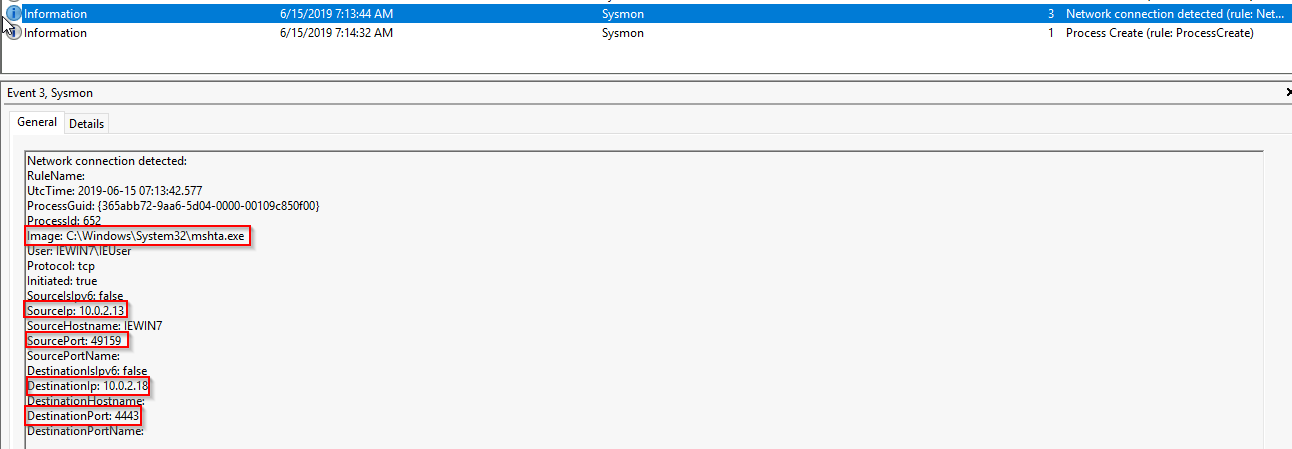 Information 6/15/2019 7:13:44 AM Sysmon 3 Network connection detected (rule: Net...
Information 6/15/2019 7:14:32 AM Sysmon 1 Process Create (rule: ProcessCreate)
Event 3, Sysmon
General Details
Network connection detected:
RuleName:
UtcTime: 2019-06-15 07:13:42.577
ProcessGuid: {365abb72-9aa6-5d04-0000-00109c850f00}
ProcessId: 652
Image: C:\Windows\System32\mshta.exe
User: IEWIN7\IEUser
Protocol: tcp
Initiated: true
SourceIsIpv6: false
SourceIp: 10.0.2.13
SourceHostname: IEWIN7
SourcePort: 49159
SourcePortName:
DestinationIsIpv6: false
DestinationIp: 10.0.2.18
DestinationHostname:
DestinationPort: 4443
DestinationPortName: